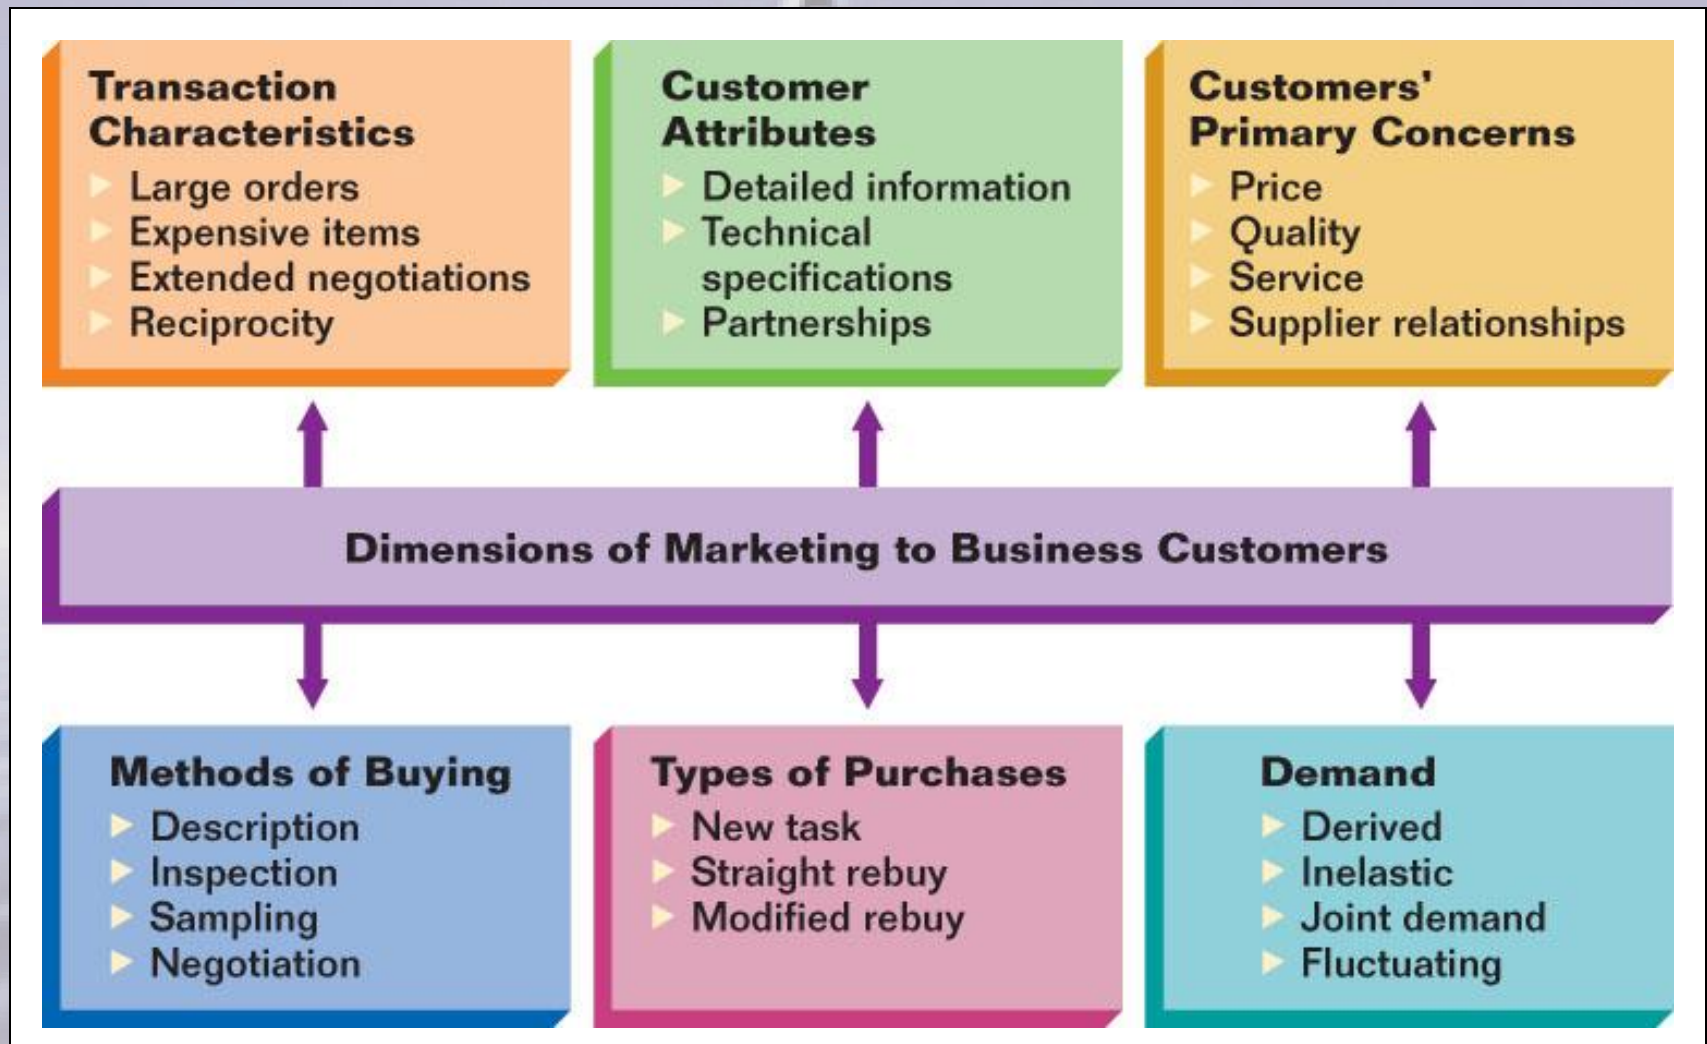 Transaction
Characteristics
Large orders
Expensive items
Extended negotiations
Reciprocity
Customer
Attributes
Detailed information
Technical
specifications
Partnerships
Customers'
Primary Concerns
Price
Quality
Service
Supplier relationships
Dimensions of Marketing to Business Customers
Methods of Buying
Description
Inspection
Sampling
Negotiation
Types of Purchases
New task
Straight rebuy
Modified rebuy
Demand
Derived
Inelastic
Joint demand
Fluctuating